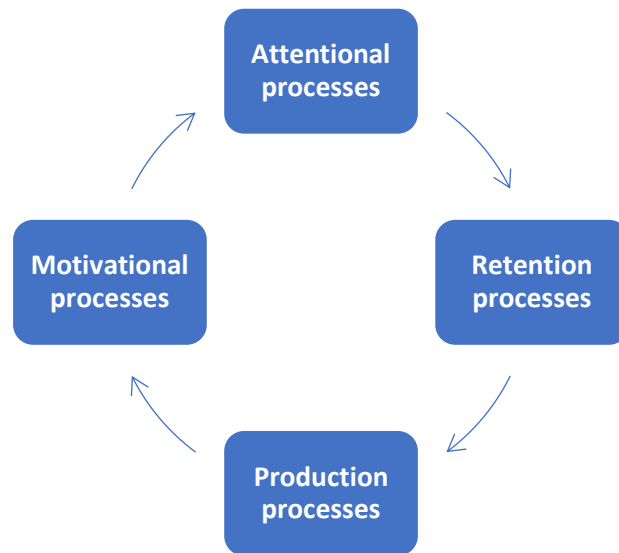 Attentional
processes
Retention
processes
Production
processes
Motivational
processes